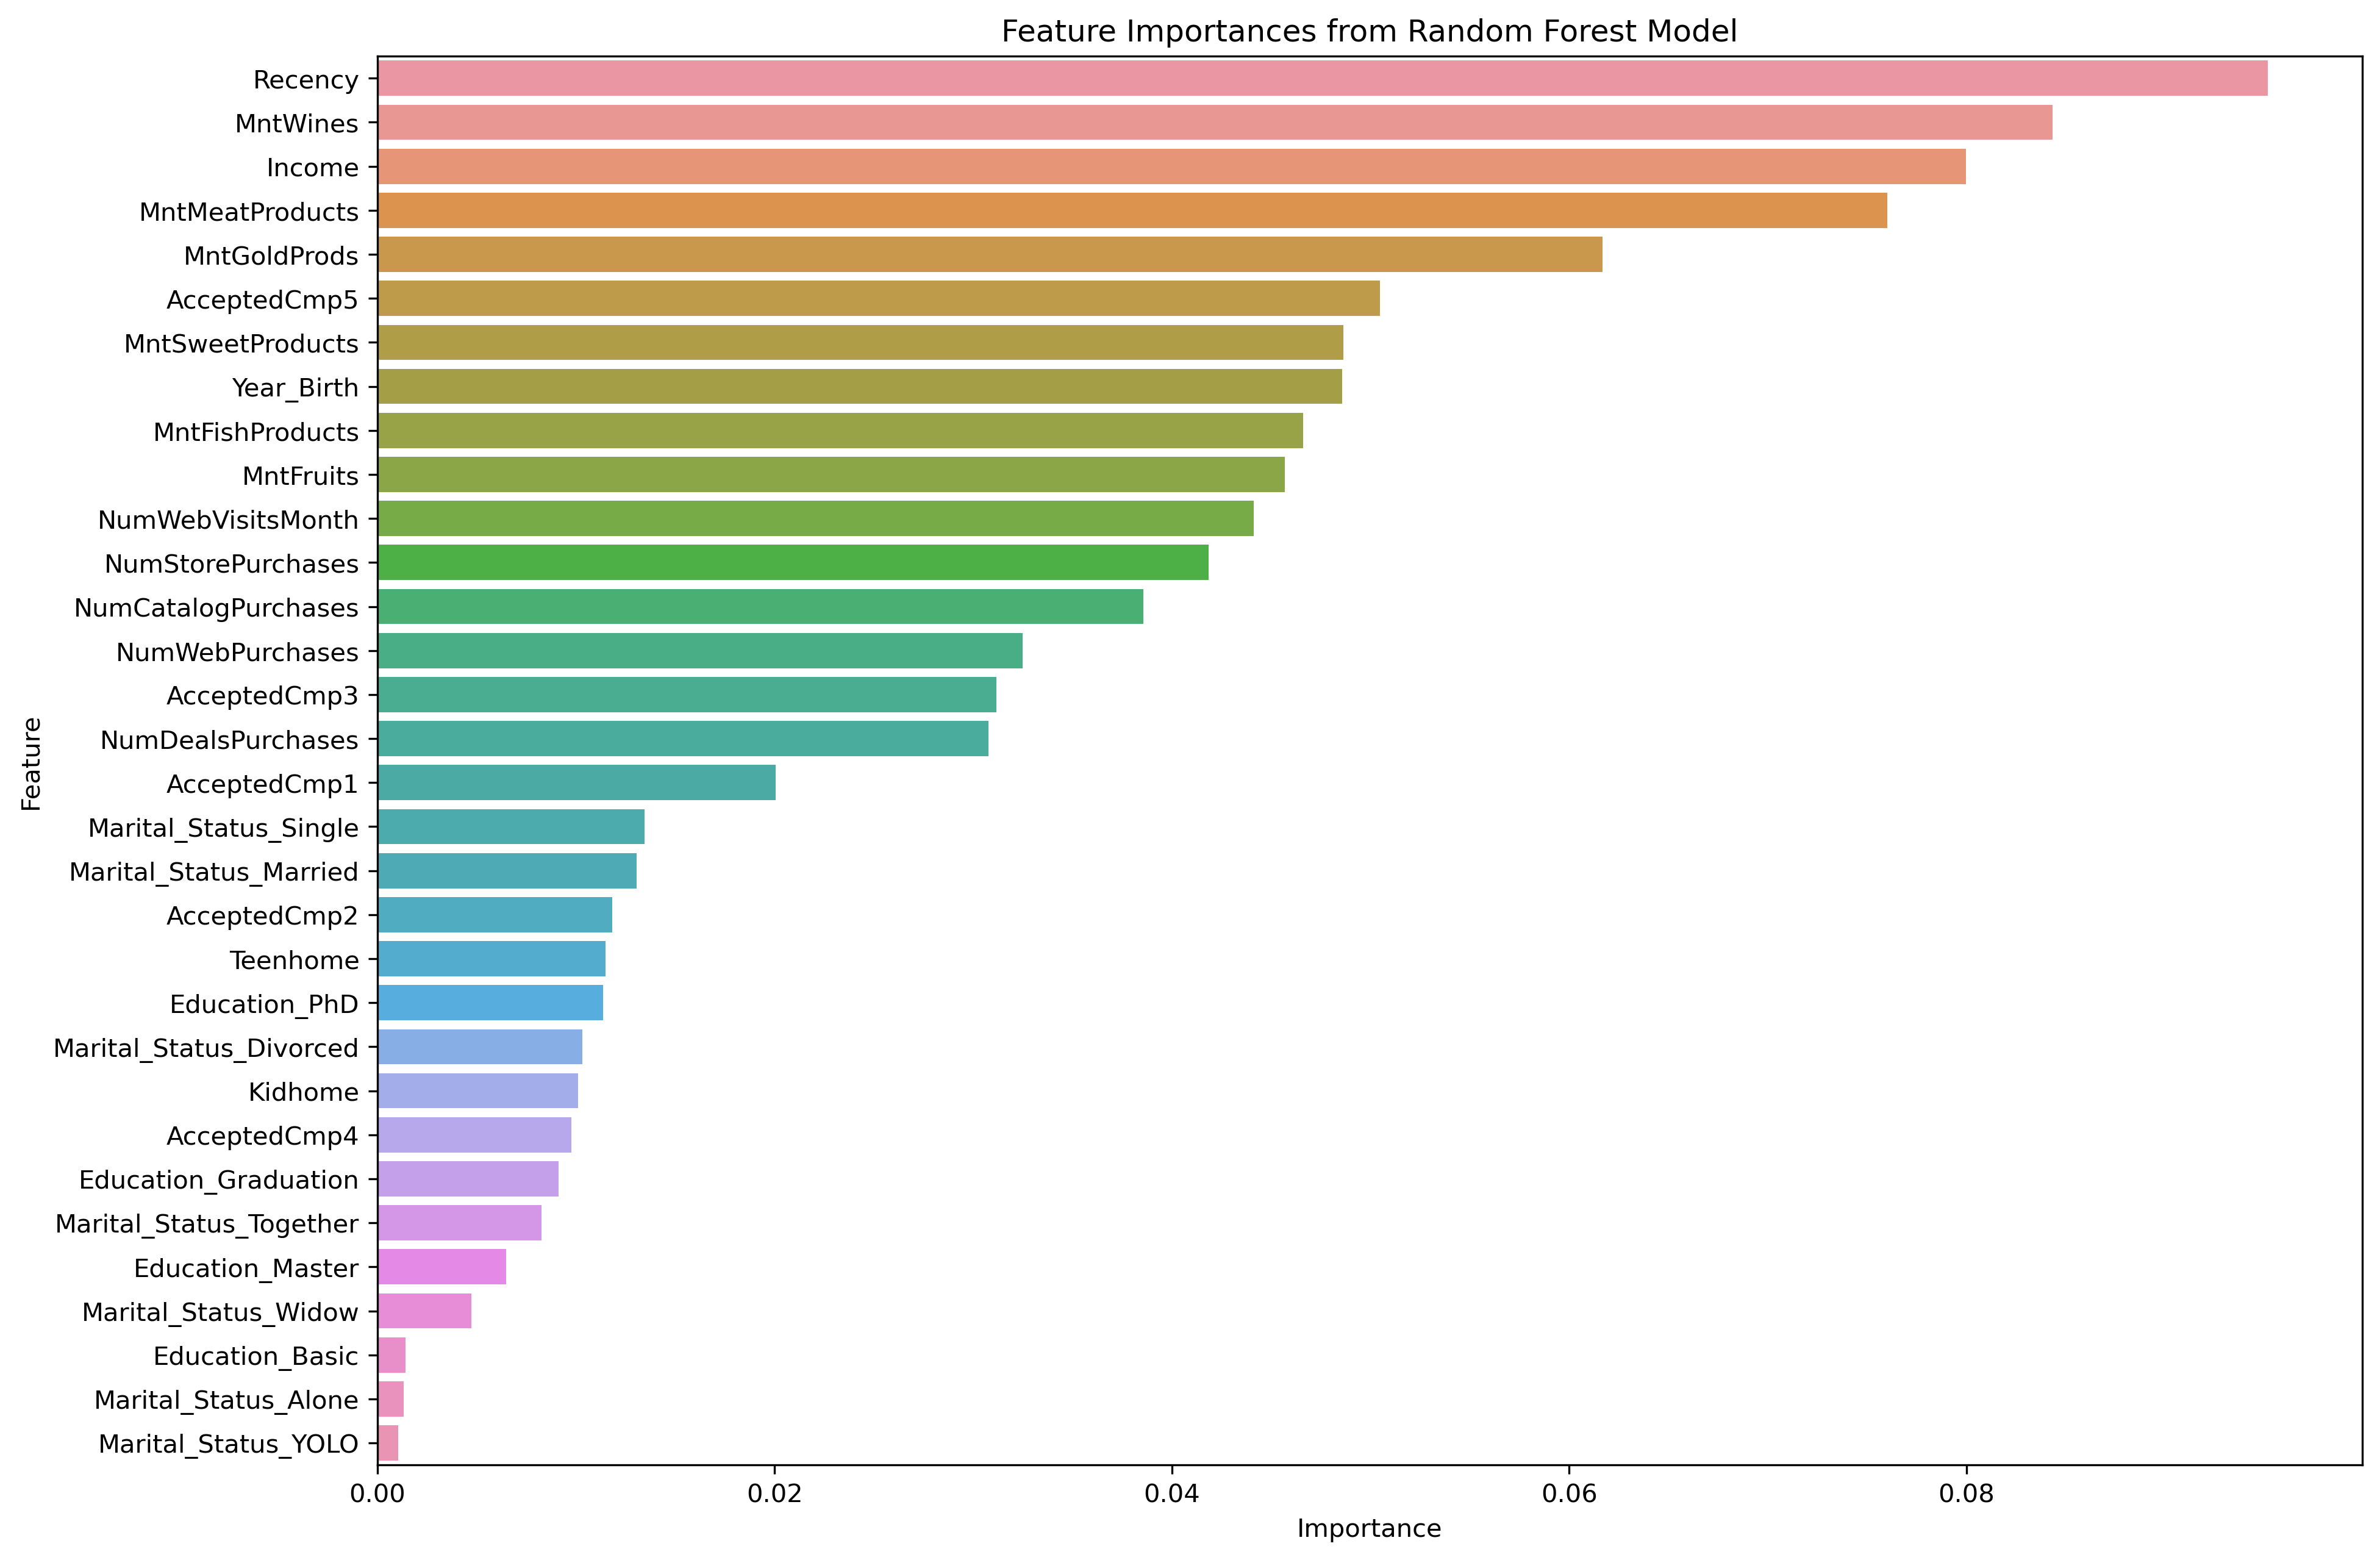 Feature Importances from Random Forest Model
Recency
MntWines
Income
MntMeatProducts
MntGoldProds
AcceptedCmp5
MntSweetProducts
Year_Birth
MntFishProducts
MntFruits
NumWebVisitsMonth
NumStorePurchases
NumCatalogPurchases
NumWebPurchases
AcceptedCmp3
NumDealsPurchases
AcceptedCmp1
Marital_Status_Single
Marital_Status_Married
AcceptedCmp2
Teenhome
Education_PhD
Marital_Status_Divorced
Kidhome
AcceptedCmp4
Education_Graduation
Marital_Status_Together
Education_Master
Marital_Status_Widow
Education_Basic
Marital_Status_Alone
Marital_Status_YOLO
Feature
0.00 0.02 0.04 0.06 0.08
Importance